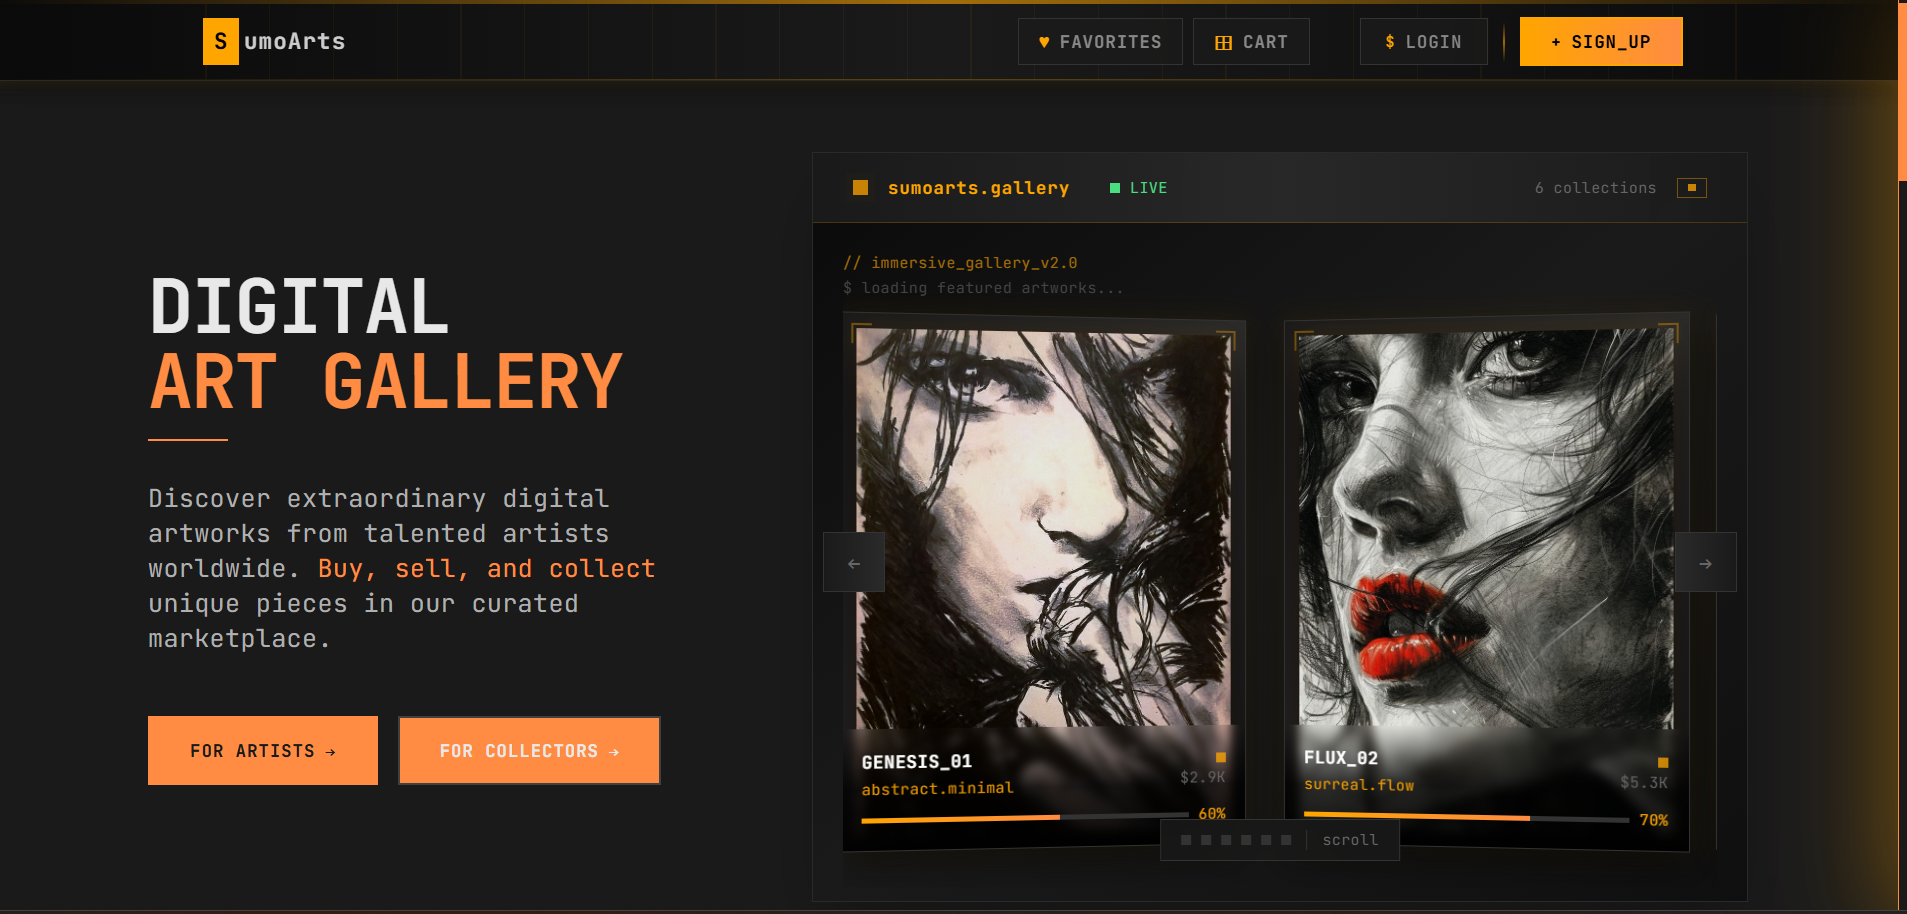 SumoArts
♥ FAVORITES
CART
$ LOGIN
+ SIGN_UP
sumoarts.gallery
LIVE
6 collections
// immersive_gallery_v2.0
$ loading featured artworks...
DIGITAL
ART GALLERY
Discover extraordinary digital
artworks from talented artists
worldwide. Buy, sell, and collect
unique pieces in our curated
marketplace.
FOR ARTISTS →
FOR COLLECTORS →
←
→
GENESIS_01
$2.9K
abstract.minimal
60%
FLUX_02
$5.3K
surreal.flow
70%
scroll